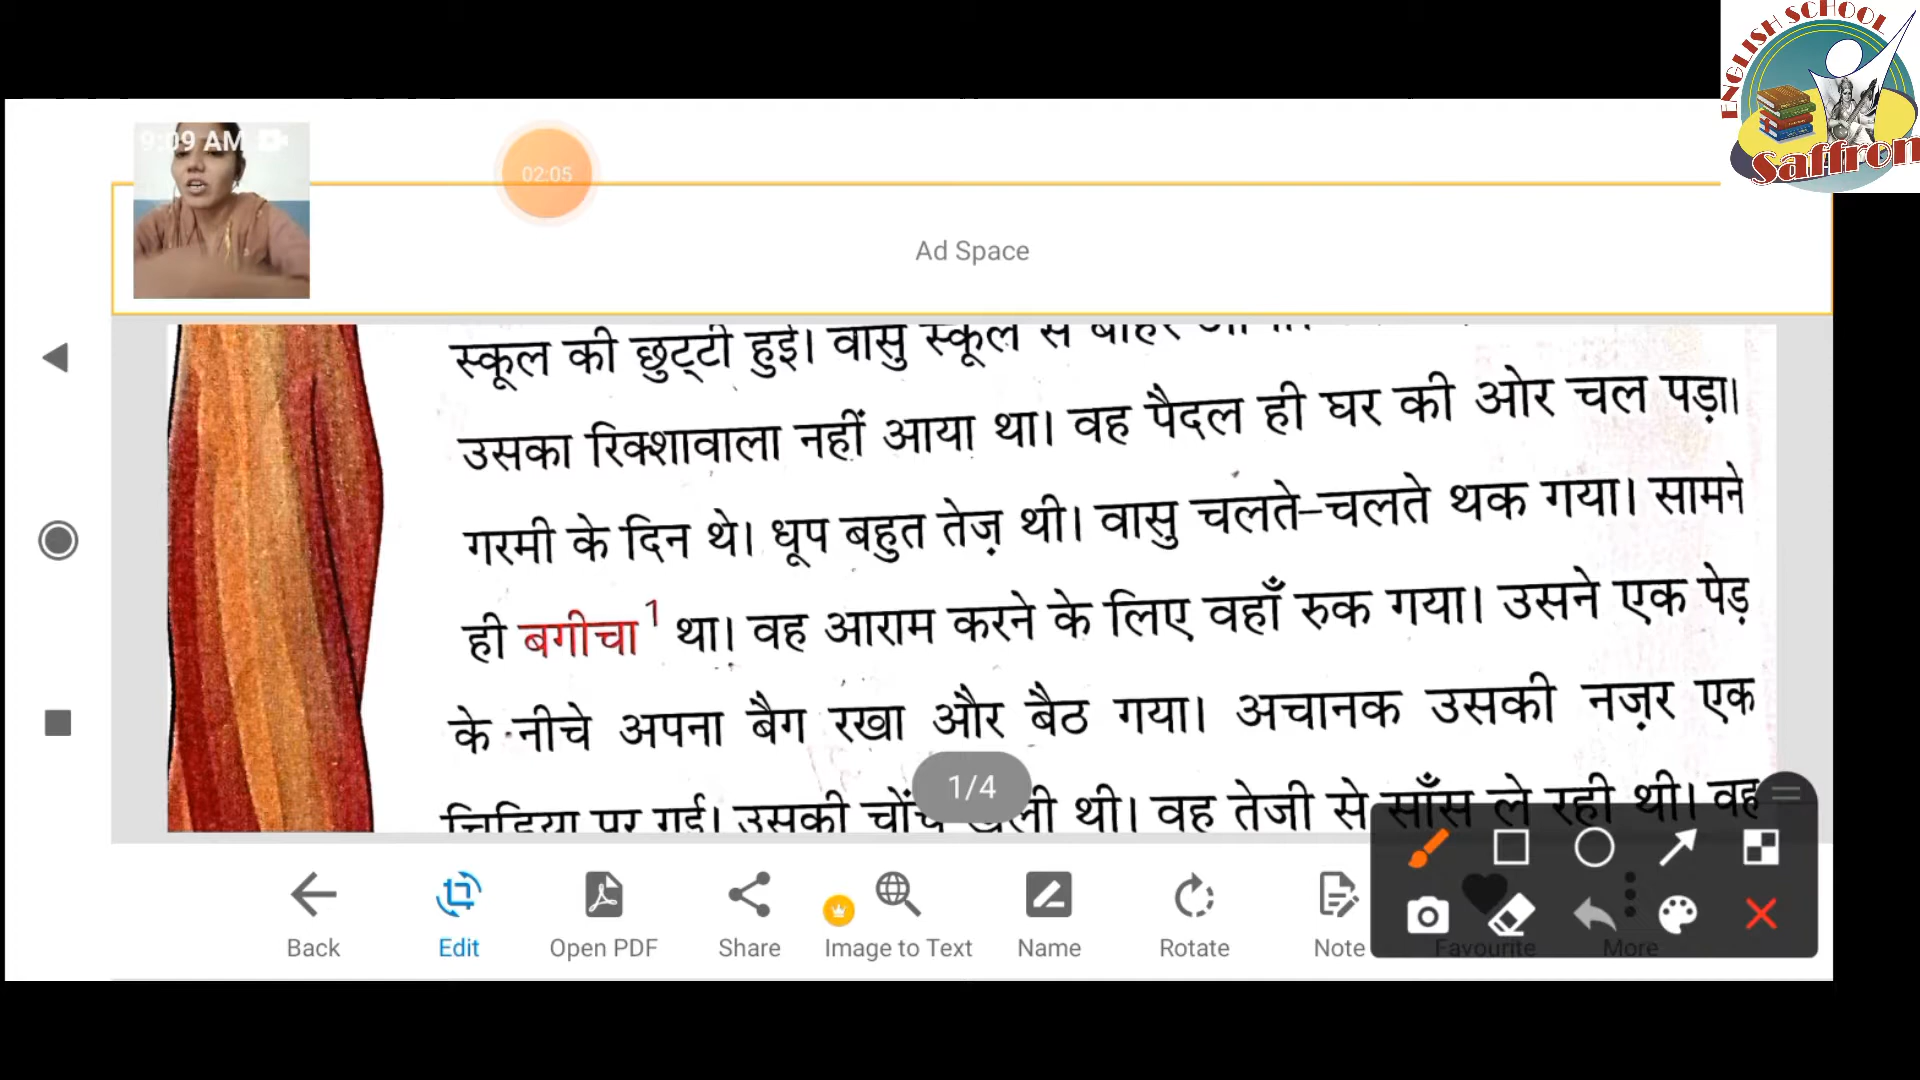 ENGLISH SCHOOL
Saffron
9:09 AM
02:05
Ad Space
स्कूल की छुट्टी हुई। वासु स्कूल से बाहर
उसका रिक्शावाला नहीं आया था। वह पैदल ही घर की ओर चल पड़ा।
गरमी के दिन थे। धूप बहुत तेज़ थी। वासु चलते-चलते थक गया। सामने
ही बगीचा¹ था। वह आराम करने के लिए वहाँ रुक गया। उसने एक पेड़
के नीचे अपना बैग रखा और बैठ गया। अचानक उसकी नज़र एक
चिड़िया पर गई। उसकी चोंच थी। वह तेजी से साँस ले रही थी। वह
1/4
Back
Edit
Open PDF
Share
Image to Text
Name
Rotate
Note
Favourite
More